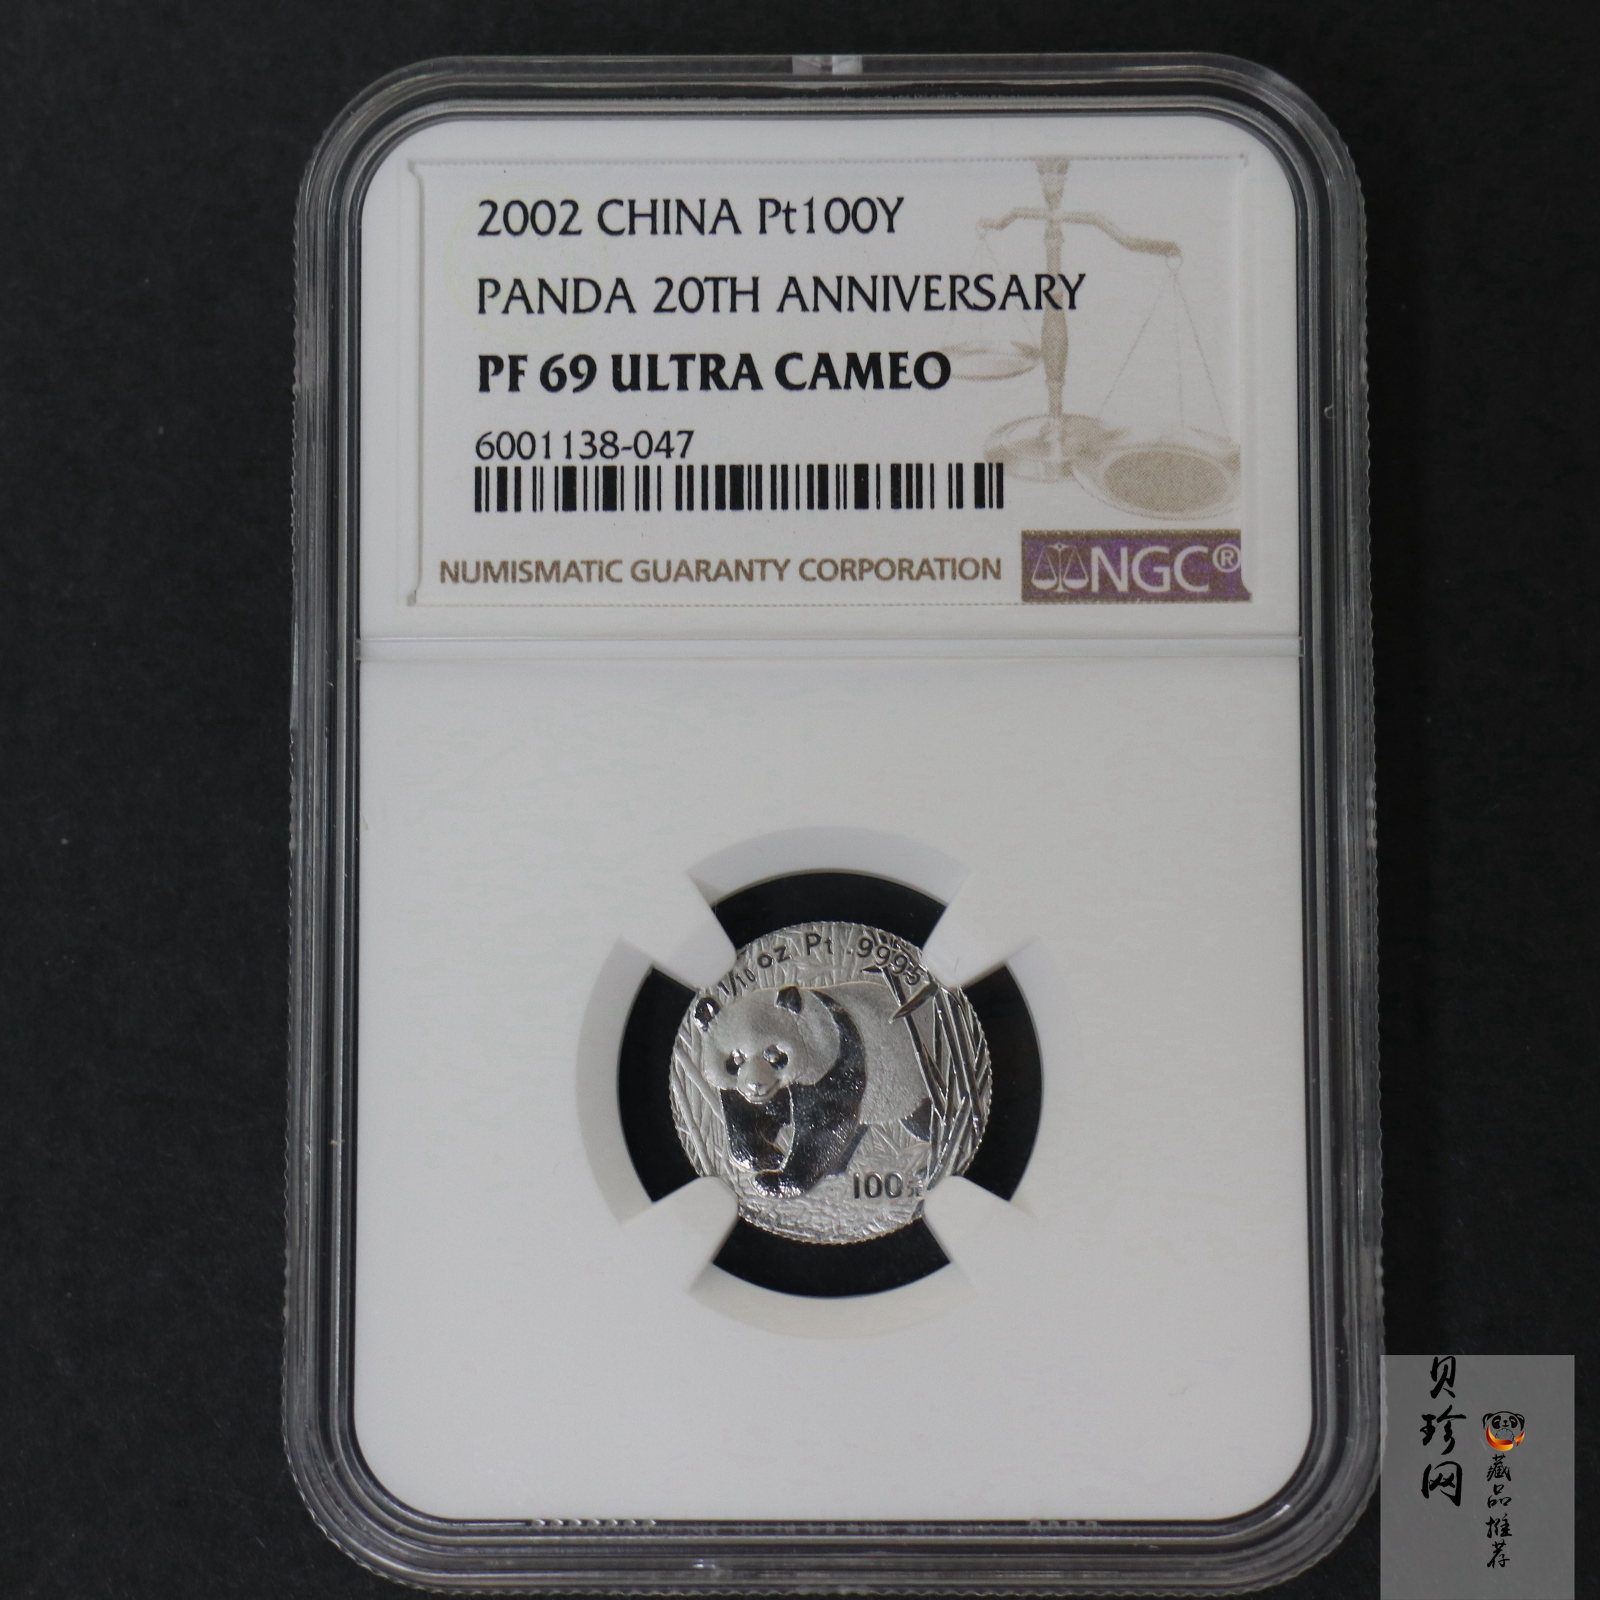 2002 CHINA Pt100Y
PANDA 20TH ANNIVERSARY
PF 69 ULTRA CAMEO
6001138-047
NUMISMATIC GUARANTY CORPORATION
NGC®
1/10 oz Pt .9995
100元
贝珍网
藏品推荐